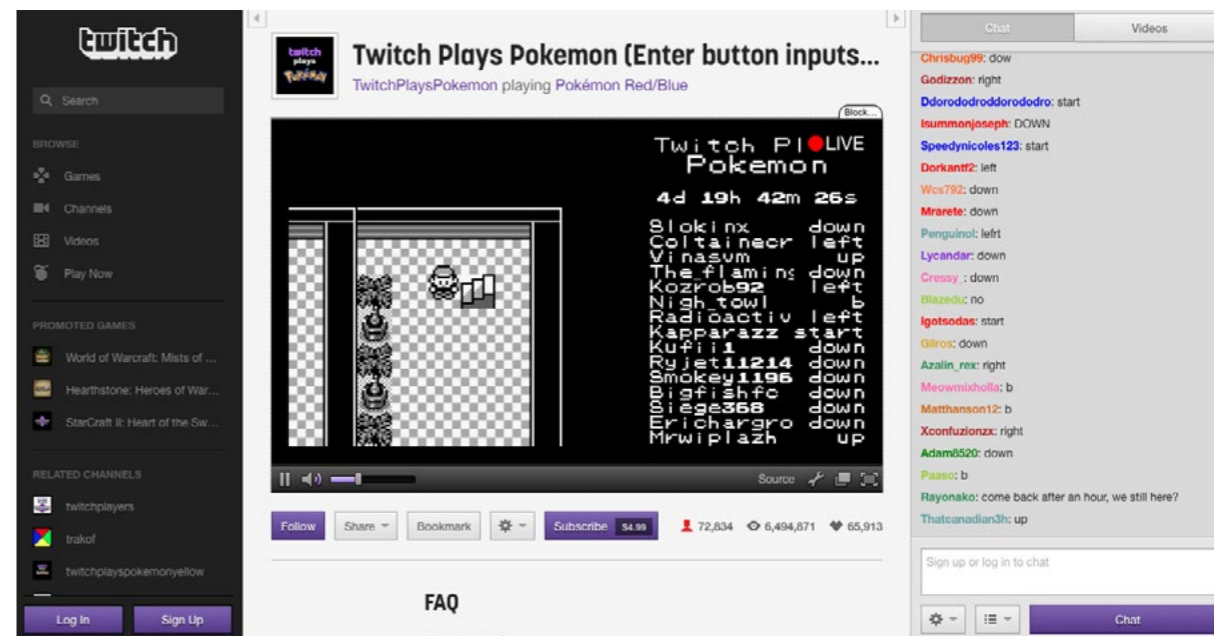 twitch
Search
BROWSE
Games
Channels
Videos
Play Now
PROMOTED GAMES
World of Warcraft: Mists of ...
Hearthstone: Heroes of War...
StarCraft II: Heart of the Sw...
RELATED CHANNELS
twitchplayers
trakof
twitchplayspokemonyellow
Log In
Sign Up
twitch
plays
Pokémon
Twitch Plays Pokemon (Enter button inputs...
TwitchPlaysPokemon playing Pokémon Red/Blue
Block...
Twitch Pl LIVE
Pokemon
4d 19h 42m 26s
Slokinx down
Coltainecr left
Vinasvm up
The_flaming down
Kozrob92 left
Nigh_towl b
Radioactiv left
Kapparazz start
Kufii1 down
Ryjet11214 down
Smokey1196 down
Bigfishfc down
Siege368 down
Erichargro down
Mrwiplazh up
Source
Follow
Share
Bookmark
Subscribe $4.99
72,834
6,494,871
65,913
FAQ
Chat
Videos
Chrisbug99: dow
Godizzon: right
Ddorododroddorododro: start
Isummonjoseph: DOWN
Speedynicoles123: start
Dorkantf2: left
Wcs792: down
Mrarete: down
Penguinol: lefrt
Lycandar: down
Cressy_: down
Blazedu: no
Igotsodas: start
Gilros: down
Azalin_rex: right
Meowmixholla: b
Matthanson12: b
Xconfuzionzx: right
Adam8520: down
Paaso: b
Rayonako: come back after an hour, we still here?
Thatcanadian3h: up
Sign up or log in to chat
Chat